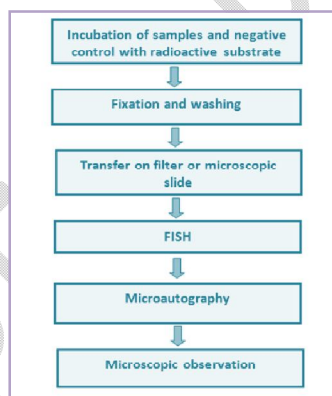 Incubation of samples and negative
control with radioactive substrate
Fixation and washing
Transfer on filter or microscopic
slide
FISH
Microautography
Microscopic observation